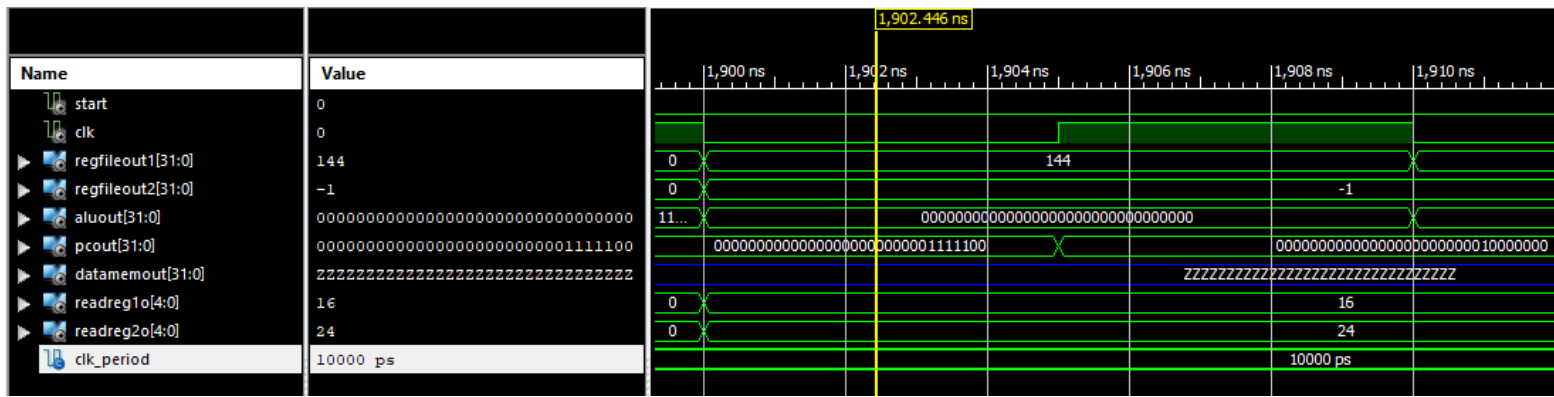 1,902.446 ns
Name Value 1,900 ns 1,902 ns 1,904 ns 1,906 ns 1,908 ns 1,910 ns
start 0
clk 0
regfileout1[31:0] 144 0 144
regfileout2[31:0] -1 0 -1
aluout[31:0] 00000000000000000000000000000000 11... 00000000000000000000000000000000
pcout[31:0] 00000000000000000000000001111100 00000000000000000000000001111100 00000000000000000000000010000000
datamemout[31:0] ZZZZZZZZZZZZZZZZZZZZZZZZZZZZZZZZ ZZZZZZZZZZZZZZZZZZZZZZZZZZZZZZZZ
readreg1o[4:0] 16 0 16
readreg2o[4:0] 24 0 24
clk_period 10000 ps 10000 ps